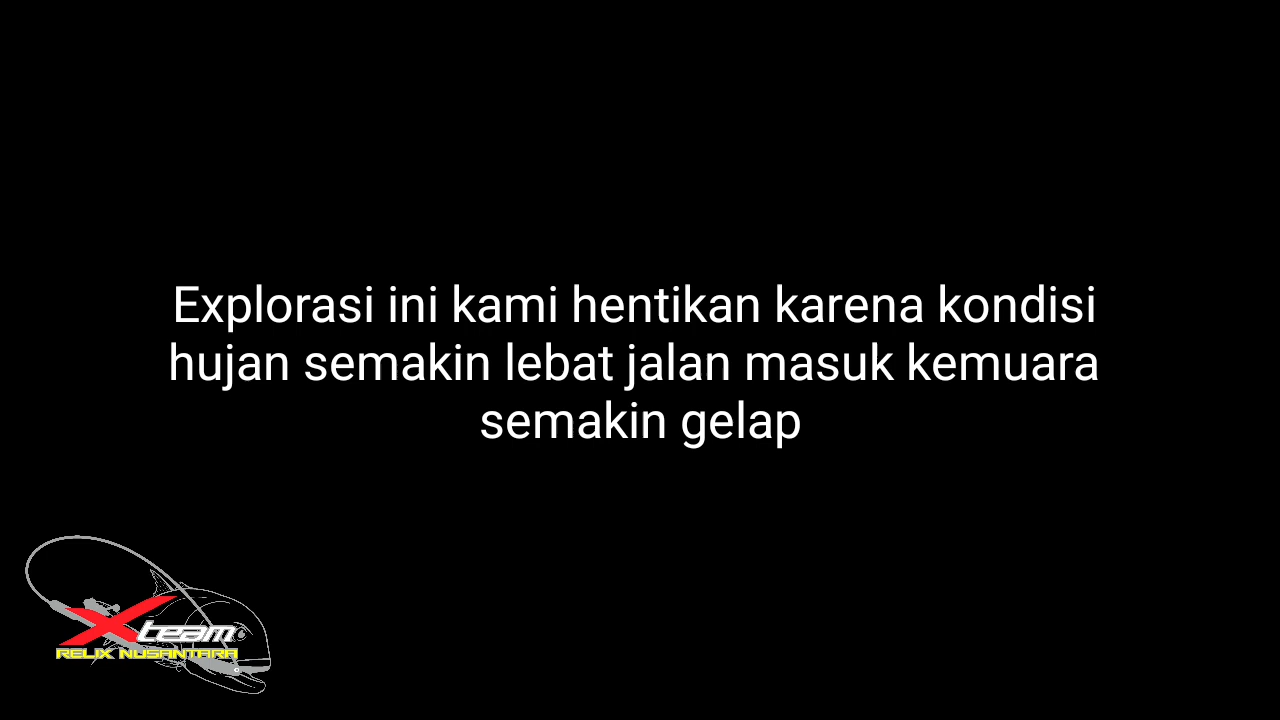 Explorasi ini kami hentikan karena kondisi
hujan semakin lebat jalan masuk kemuara
semakin gelap
Xteam
RELIX NUSANTARA